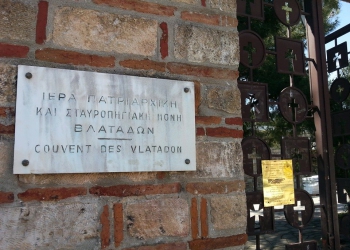 ΙΕΡΑ ΠΑΤΡΙΑΡΧΙΚΗ
ΚΑΙ ΣΤΑΥΡΟΠΗΓΙΑΚΗ ΜΟΝΗ
ΒΛΑΤΑΔΩΝ
COUVENT DES VLATADON